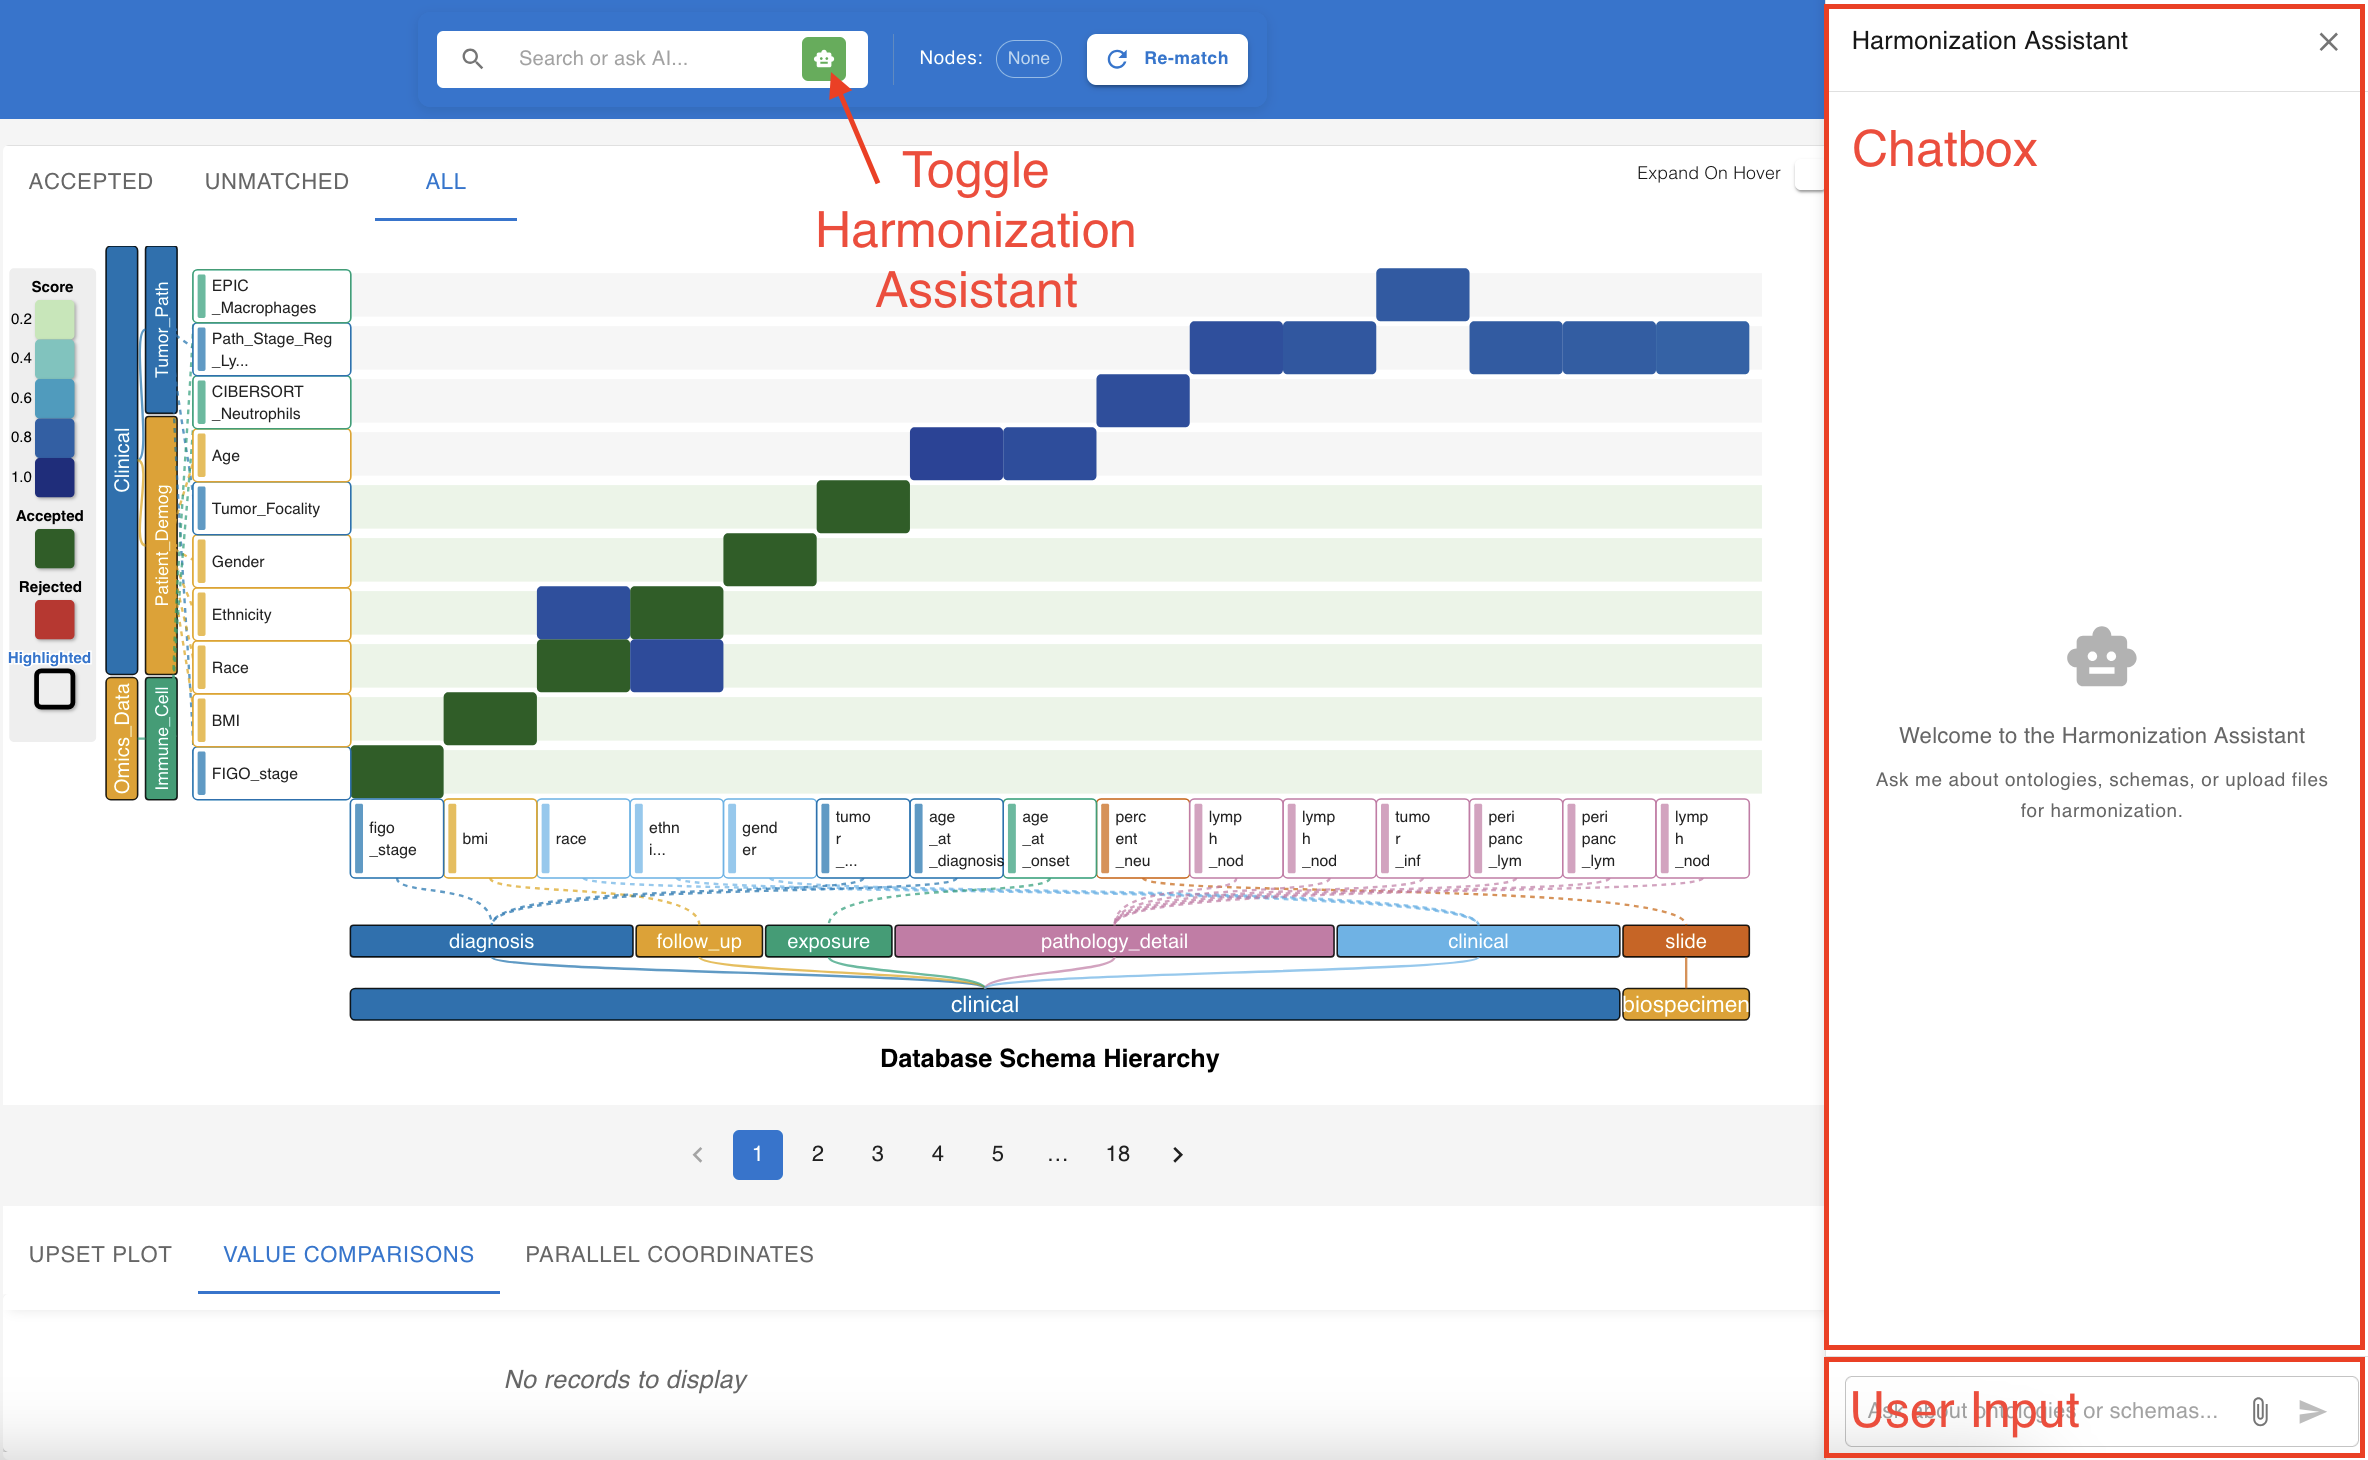 Search or ask AI...
Nodes:
None
Re-match
Harmonization Assistant
Chatbox
Toggle
Harmonization
Assistant
ACCEPTED
UNMATCHED
ALL
Expand On Hover
Score
0.2
0.4
0.6
0.8
1.0
Accepted
Rejected
Highlighted
Clinical
Omics_Data
Tumor_Path
Patient_Demog
Immune_Cell
EPIC
_Macrophages
Path_Stage_Reg
_Ly...
CIBERSORT
_Neutrophils
Age
Tumor_Focality
Gender
Ethnicity
Race
BMI
FIGO_stage
figo
_stage
bmi
race
ethn
i...
gend
er
tumo
r
_...
age
_at
_diagnosis
age
_at
_onset
perc
ent
_neu
lymp
h
_nod
lymp
h
_nod
tumo
r
_inf
peri
panc
_lym
peri
panc
_lym
lymp
h
_nod
diagnosis
follow_up
exposure
pathology_detail
clinical
slide
clinical
biospecimen
Database Schema Hierarchy
1
2
3
4
5
...
18
UPSET PLOT
VALUE COMPARISONS
PARALLEL COORDINATES
No records to display
Welcome to the Harmonization Assistant
Ask me about ontologies, schemas, or upload files
for harmonization.
User Input
Ask about ontologies or schemas...